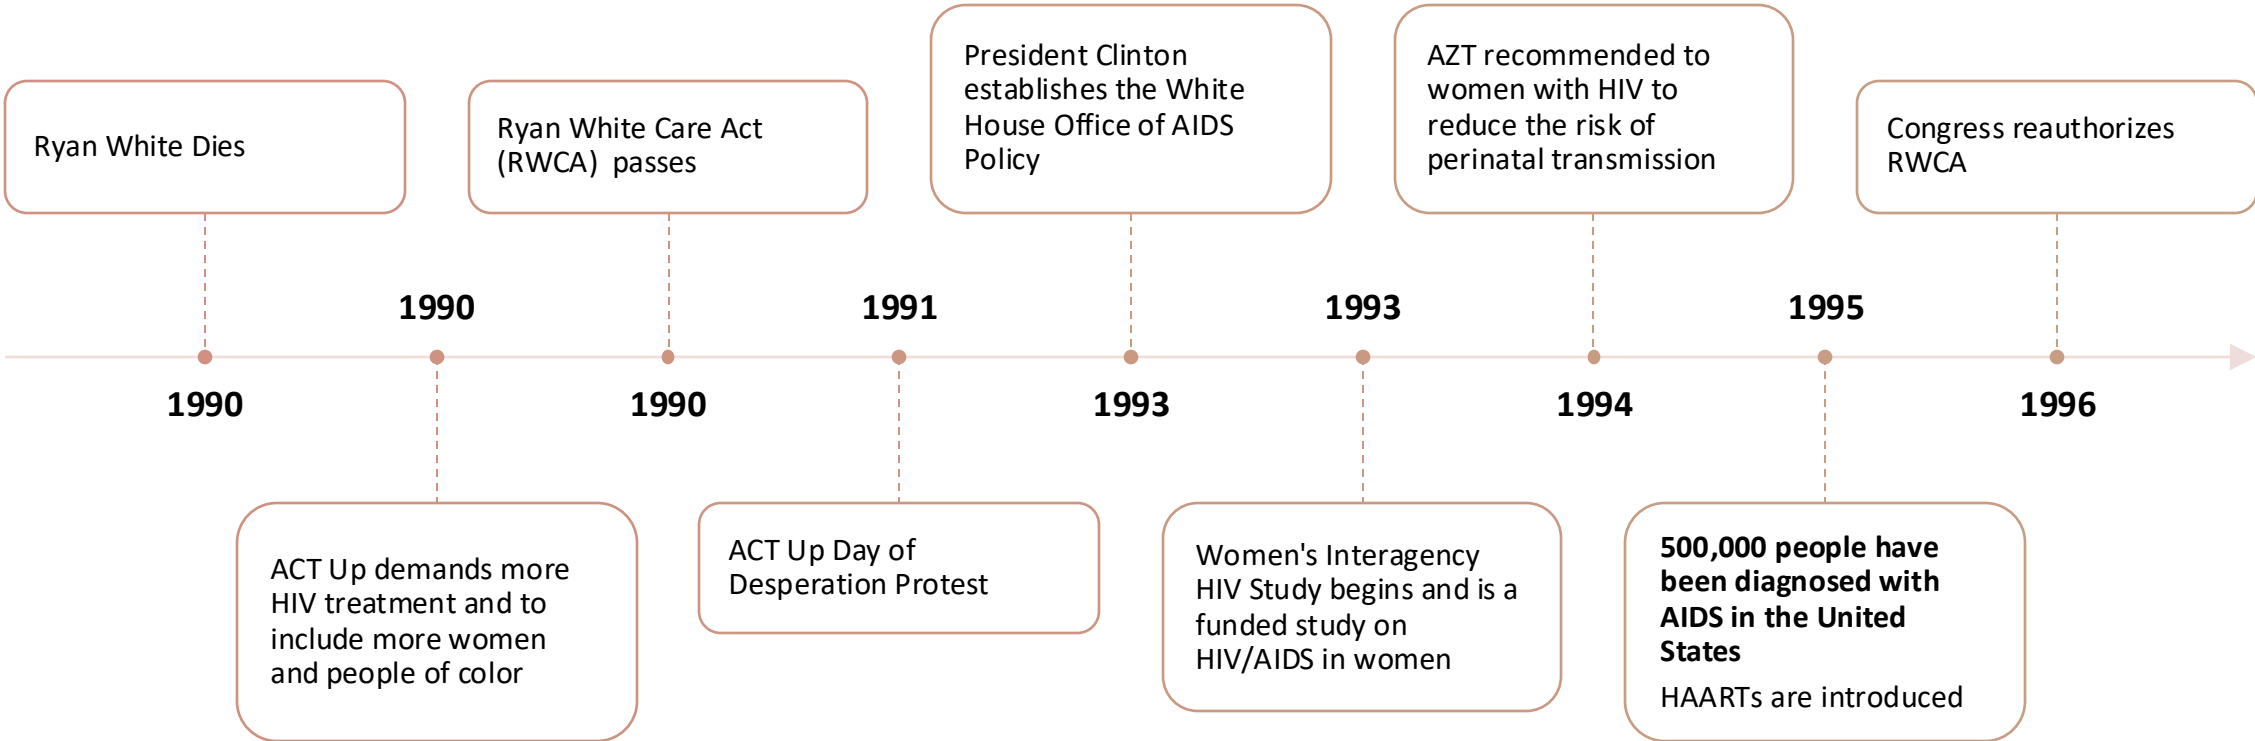 Ryan White Dies
1990
1990
ACT Up demands more
HIV treatment and to
include more women
and people of color
Ryan White Care Act
(RWCA)  passes
1990
1991
ACT Up Day of
Desperation Protest
President Clinton
establishes the White
House Office of AIDS
Policy
1993
1993
Women's Interagency
HIV Study begins and is a
funded study on
HIV/AIDS in women
AZT recommended to
women with HIV to
reduce the risk of
perinatal transmission
1994
1995
500,000 people have
been diagnosed with
AIDS in the United
States
HAARTs are introduced
Congress reauthorizes
RWCA
1996